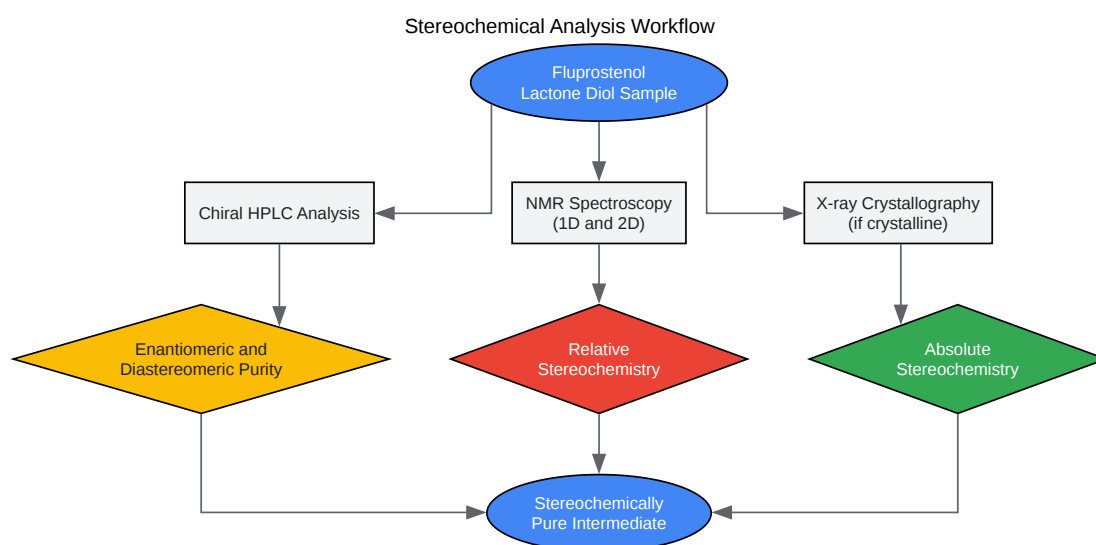 Stereochemical Analysis Workflow
Fluprostenol
Lactone Diol Sample
Chiral HPLC Analysis
NMR Spectroscopy
(1D and 2D)
X-ray Crystallography
(if crystalline)
Enantiomeric and
Diastereomeric Purity
Relative
Stereochemistry
Absolute
Stereochemistry
Stereochemically
Pure Intermediate